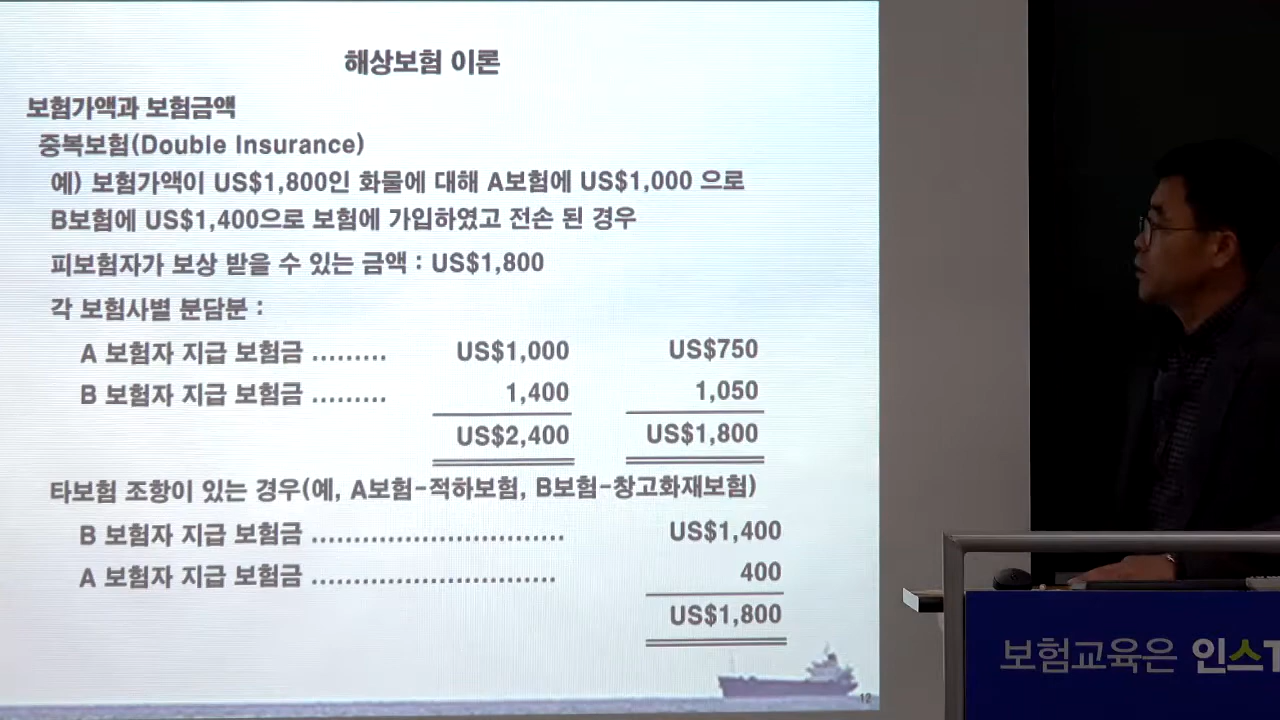 해상보험 이론
보험가액과 보험금액
중복보험(Double Insurance)
예) 보험가액이 US$1,800인 화물에 대해 A보험에 US$1,000 으로
B보험에 US$1,400으로 보험에 가입하였고 전손 된 경우
피보험자가 보상 받을 수 있는 금액 : US$1,800
각 보험사별 분담분 :
A 보험자 지급 보험금 ......... US$1,000 US$750
B 보험자 지급 보험금 ......... 1,400 1,050
US$2,400 US$1,800
타보험 조항이 있는 경우(예, A보험-적하보험, B보험-창고화재보험)
B 보험자 지급 보험금 .............................. US$1,400
A 보험자 지급 보험금 ............................. 400
US$1,800
12
보험교육은 인스